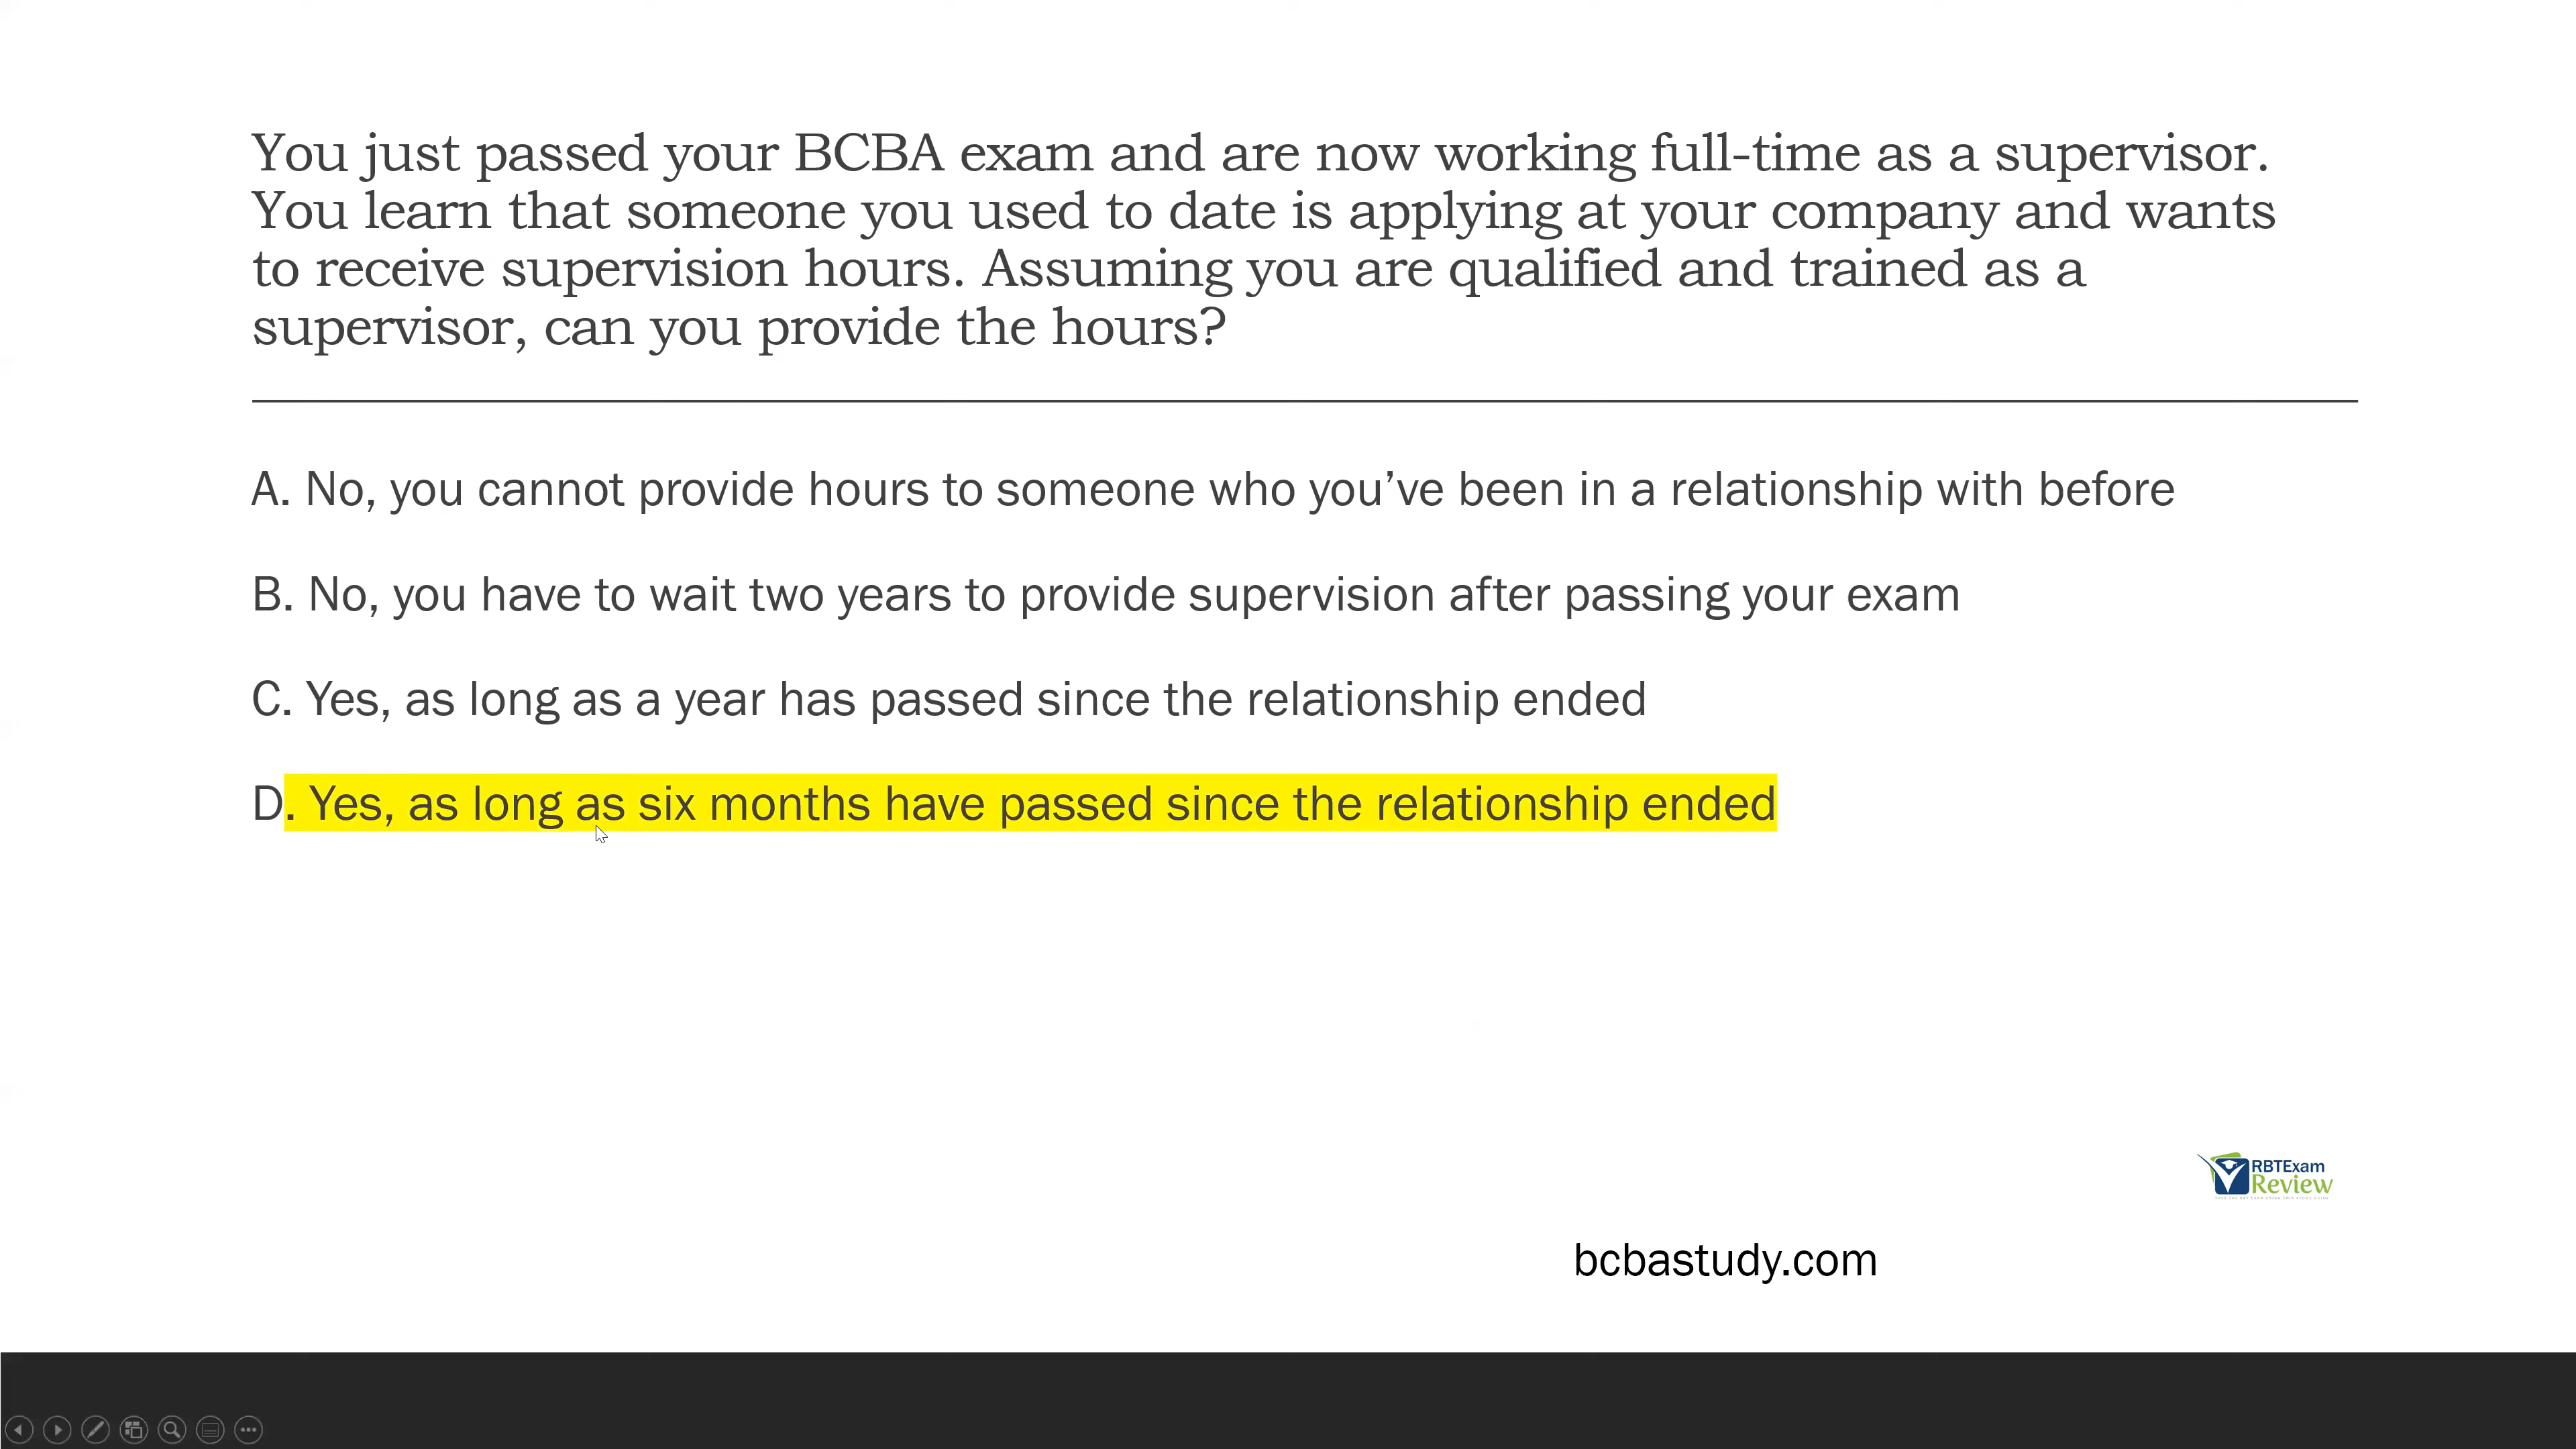 You just passed your BCBA exam and are now working full-time as a supervisor.
You learn that someone you used to date is applying at your company and wants
to receive supervision hours. Assuming you are qualified and trained as a
supervisor, can you provide the hours?
A. No, you cannot provide hours to someone who you’ve been in a relationship with before
B. No, you have to wait two years to provide supervision after passing your exam
C. Yes, as long as a year has passed since the relationship ended
D. Yes, as long as six months have passed since the relationship ended
RBTExam
Review
bcbastudy.com